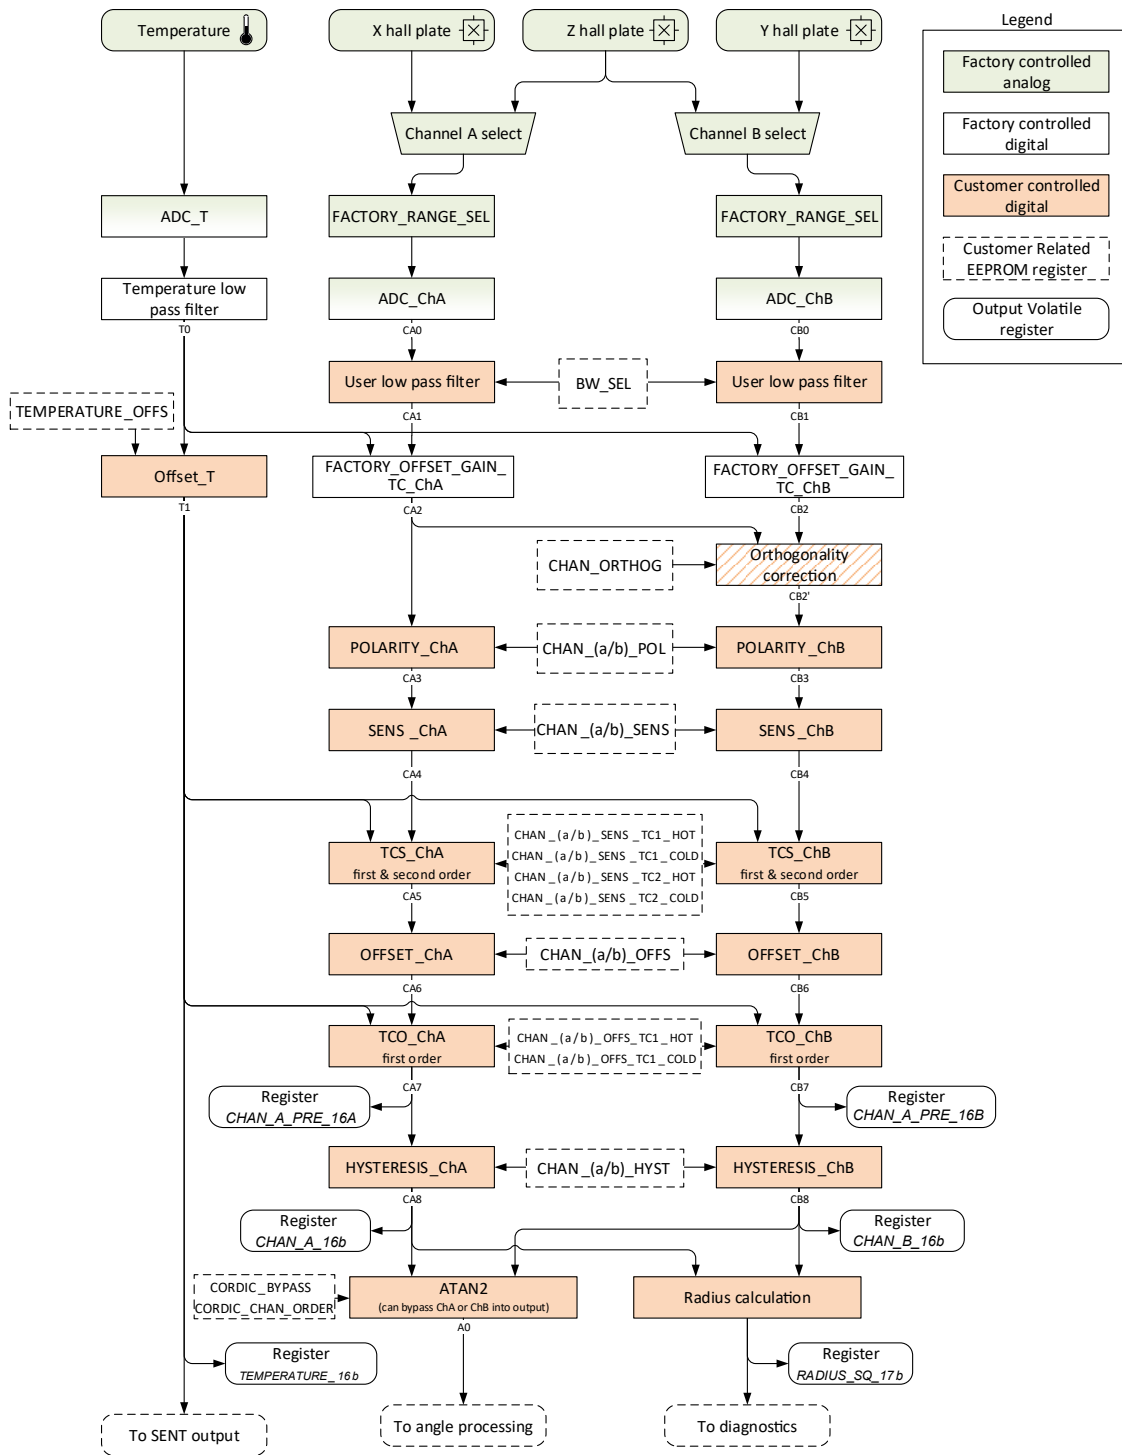 Legend
Temperature
X hall plate
Z hall plate
Y hall plate
Factory controlled
analog
Factory controlled
digital
Customer controlled
digital
Customer Related
EEPROM register
Output Volatile
register
Channel A select
Channel B select
ADC_T
FACTORY_RANGE_SEL
FACTORY_RANGE_SEL
Temperature low
pass filter
T0
ADC_ChA
CA0
ADC_ChB
CB0
User low pass filter
CA1
BW_SEL
User low pass filter
CB1
TEMPERATURE_OFFS
Offset_T
T1
FACTORY_OFFSET_GAIN_
TC_ChA
CA2
FACTORY_OFFSET_GAIN_
TC_ChB
CB2
CHAN_ORTHOG
Orthogonality
correction
CB2'
POLARITY_ChA
CA3
CHAN_(a/b)_POL
POLARITY_ChB
CB3
SENS_ChA
CA4
CHAN_(a/b)_SENS
SENS_ChB
CB4
TCS_ChA
first & second order
CA5
CHAN_(a/b)_SENS_TC1_HOT
CHAN_(a/b)_SENS_TC1_COLD
CHAN_(a/b)_SENS_TC2_HOT
CHAN_(a/b)_SENS_TC2_COLD
TCS_ChB
first & second order
CB5
OFFSET_ChA
CA6
CHAN_(a/b)_OFFS
OFFSET_ChB
CB6
TCO_ChA
first order
CA7
CHAN_(a/b)_OFFS_TC1_HOT
CHAN_(a/b)_OFFS_TC1_COLD
TCO_ChB
first order
CB7
Register
CHAN_A_PRE_16A
Register
CHAN_A_PRE_16B
HYSTERESIS_ChA
CA8
CHAN_(a/b)_HYST
HYSTERESIS_ChB
CB8
Register
CHAN_A_16b
Register
CHAN_B_16b
CORDIC_BYPASS
CORDIC_CHAN_ORDER
ATAN2
(can bypass ChA or ChB into output)
A0
Radius calculation
Register
TEMPERATURE_16b
Register
RADIUS_SQ_17b
To SENT output
To angle processing
To diagnostics